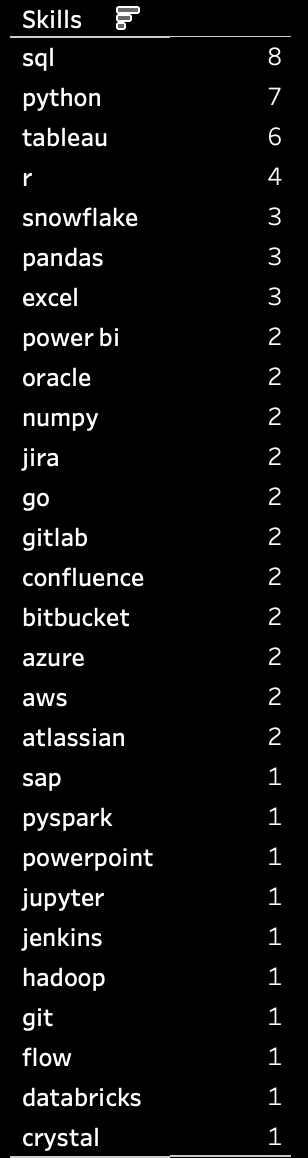 Skills
sql 8
python 7
tableau 6
r 4
snowflake 3
pandas 3
excel 3
power bi 2
oracle 2
numpy 2
jira 2
go 2
gitlab 2
confluence 2
bitbucket 2
azure 2
aws 2
atlassian 2
sap 1
pyspark 1
powerpoint 1
jupyter 1
jenkins 1
hadoop 1
git 1
flow 1
databricks 1
crystal 1